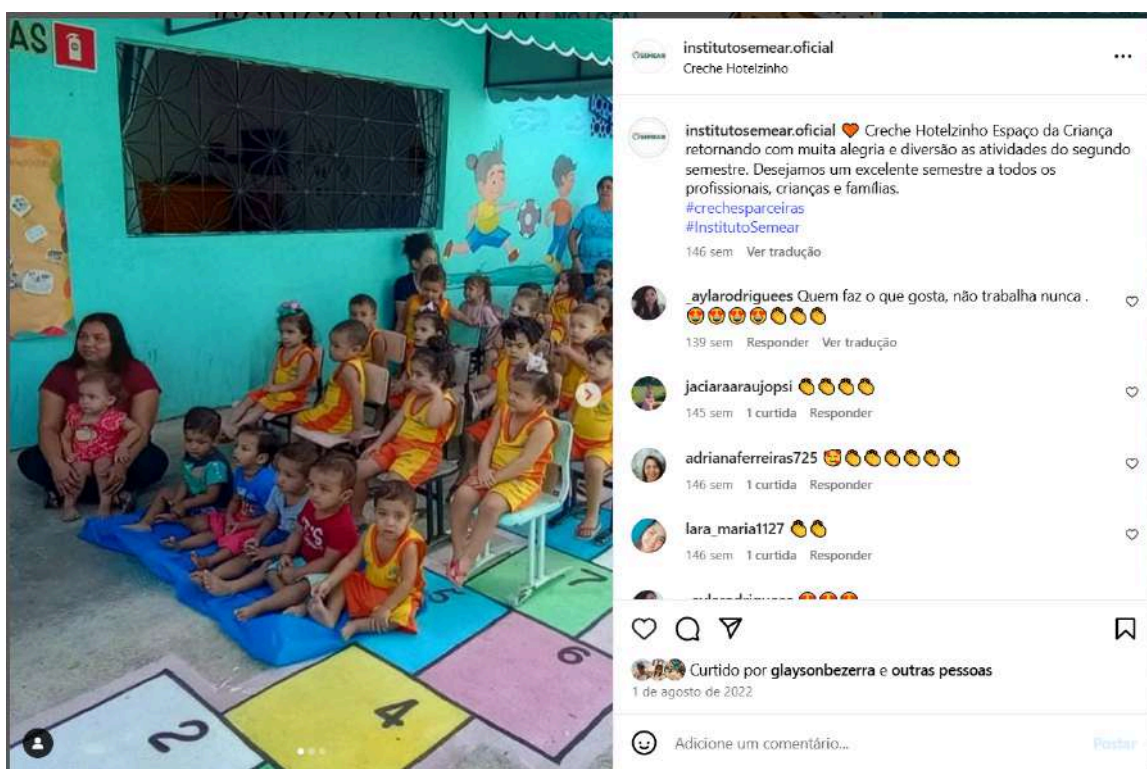 AS
2
4
5
6
7
institutosemear.oficial
Creche Hotelzinho
SEMEAR
institutosemear.oficial 🧡 Creche Hotelzinho Espaço da Criança
retornando com muita alegria e diversão as atividades do segundo
semestre. Desejamos um excelente semestre a todos os
profissionais, crianças e famílias.
#crechesparceiras
#InstitutoSemear
146 sem Ver tradução
_aylarodriguees Quem faz o que gosta, não trabalha nunca .
😍😍😍😍👏👏👏
139 sem Responder Ver tradução
jaciaraaraujopsi 👏👏👏👏
145 sem 1 curtida Responder
adrianaferreiras725 🥰👏👏👏👏👏👏
146 sem 1 curtida Responder
lara_maria1127 👏👏
146 sem 1 curtida Responder
Curtido por glaysonbezerra e outras pessoas
1 de agosto de 2022
Adicione um comentário...
Postar